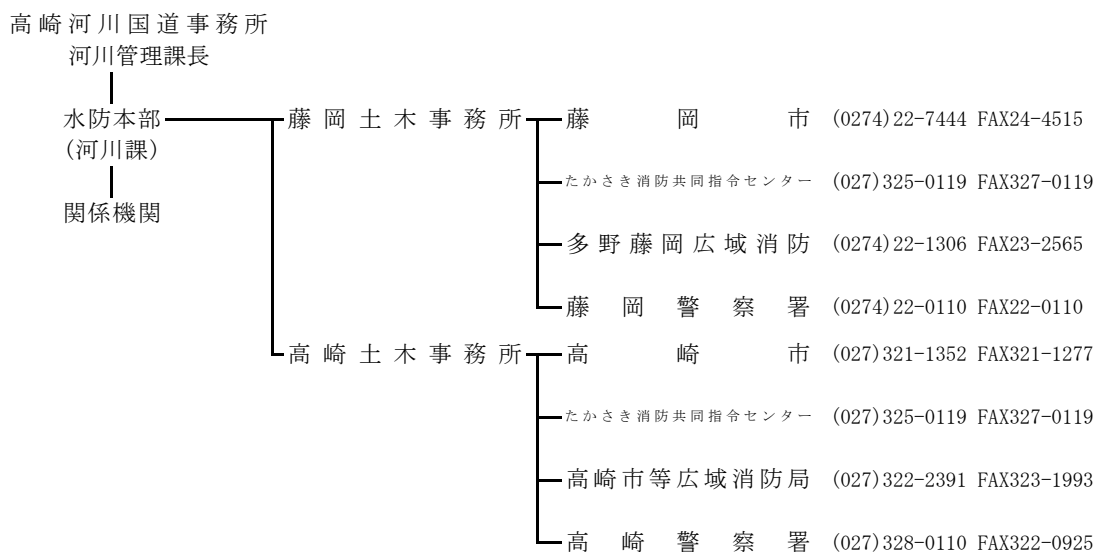 高崎河川国道事務所
河川管理課長
水防本部 藤岡土木事務所 藤岡市 (0274)22-7444 FAX24-4515
(河川課)
たかさき消防共同指令センター (027)325-0119 FAX327-0119
関係機関
多野藤岡広域消防 (0274)22-1306 FAX23-2565
藤岡警察署 (0274)22-0110 FAX22-0110
高崎土木事務所 高崎市 (027)321-1352 FAX321-1277
たかさき消防共同指令センター (027)325-0119 FAX327-0119
高崎市等広域消防局 (027)322-2391 FAX323-1993
高崎警察署 (027)328-0110 FAX322-0925